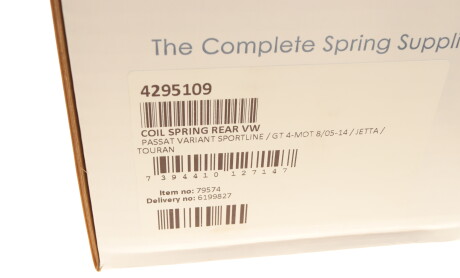 The Complete Spring Suppli
4295109
COIL SPRING REAR VW
PASSAT VARIANT SPORTLINE / GT 4-MOT 8/05-14 / JETTA /
TOURAN
7 394410 127147
Item no: 79574
Delivery no: 6199827